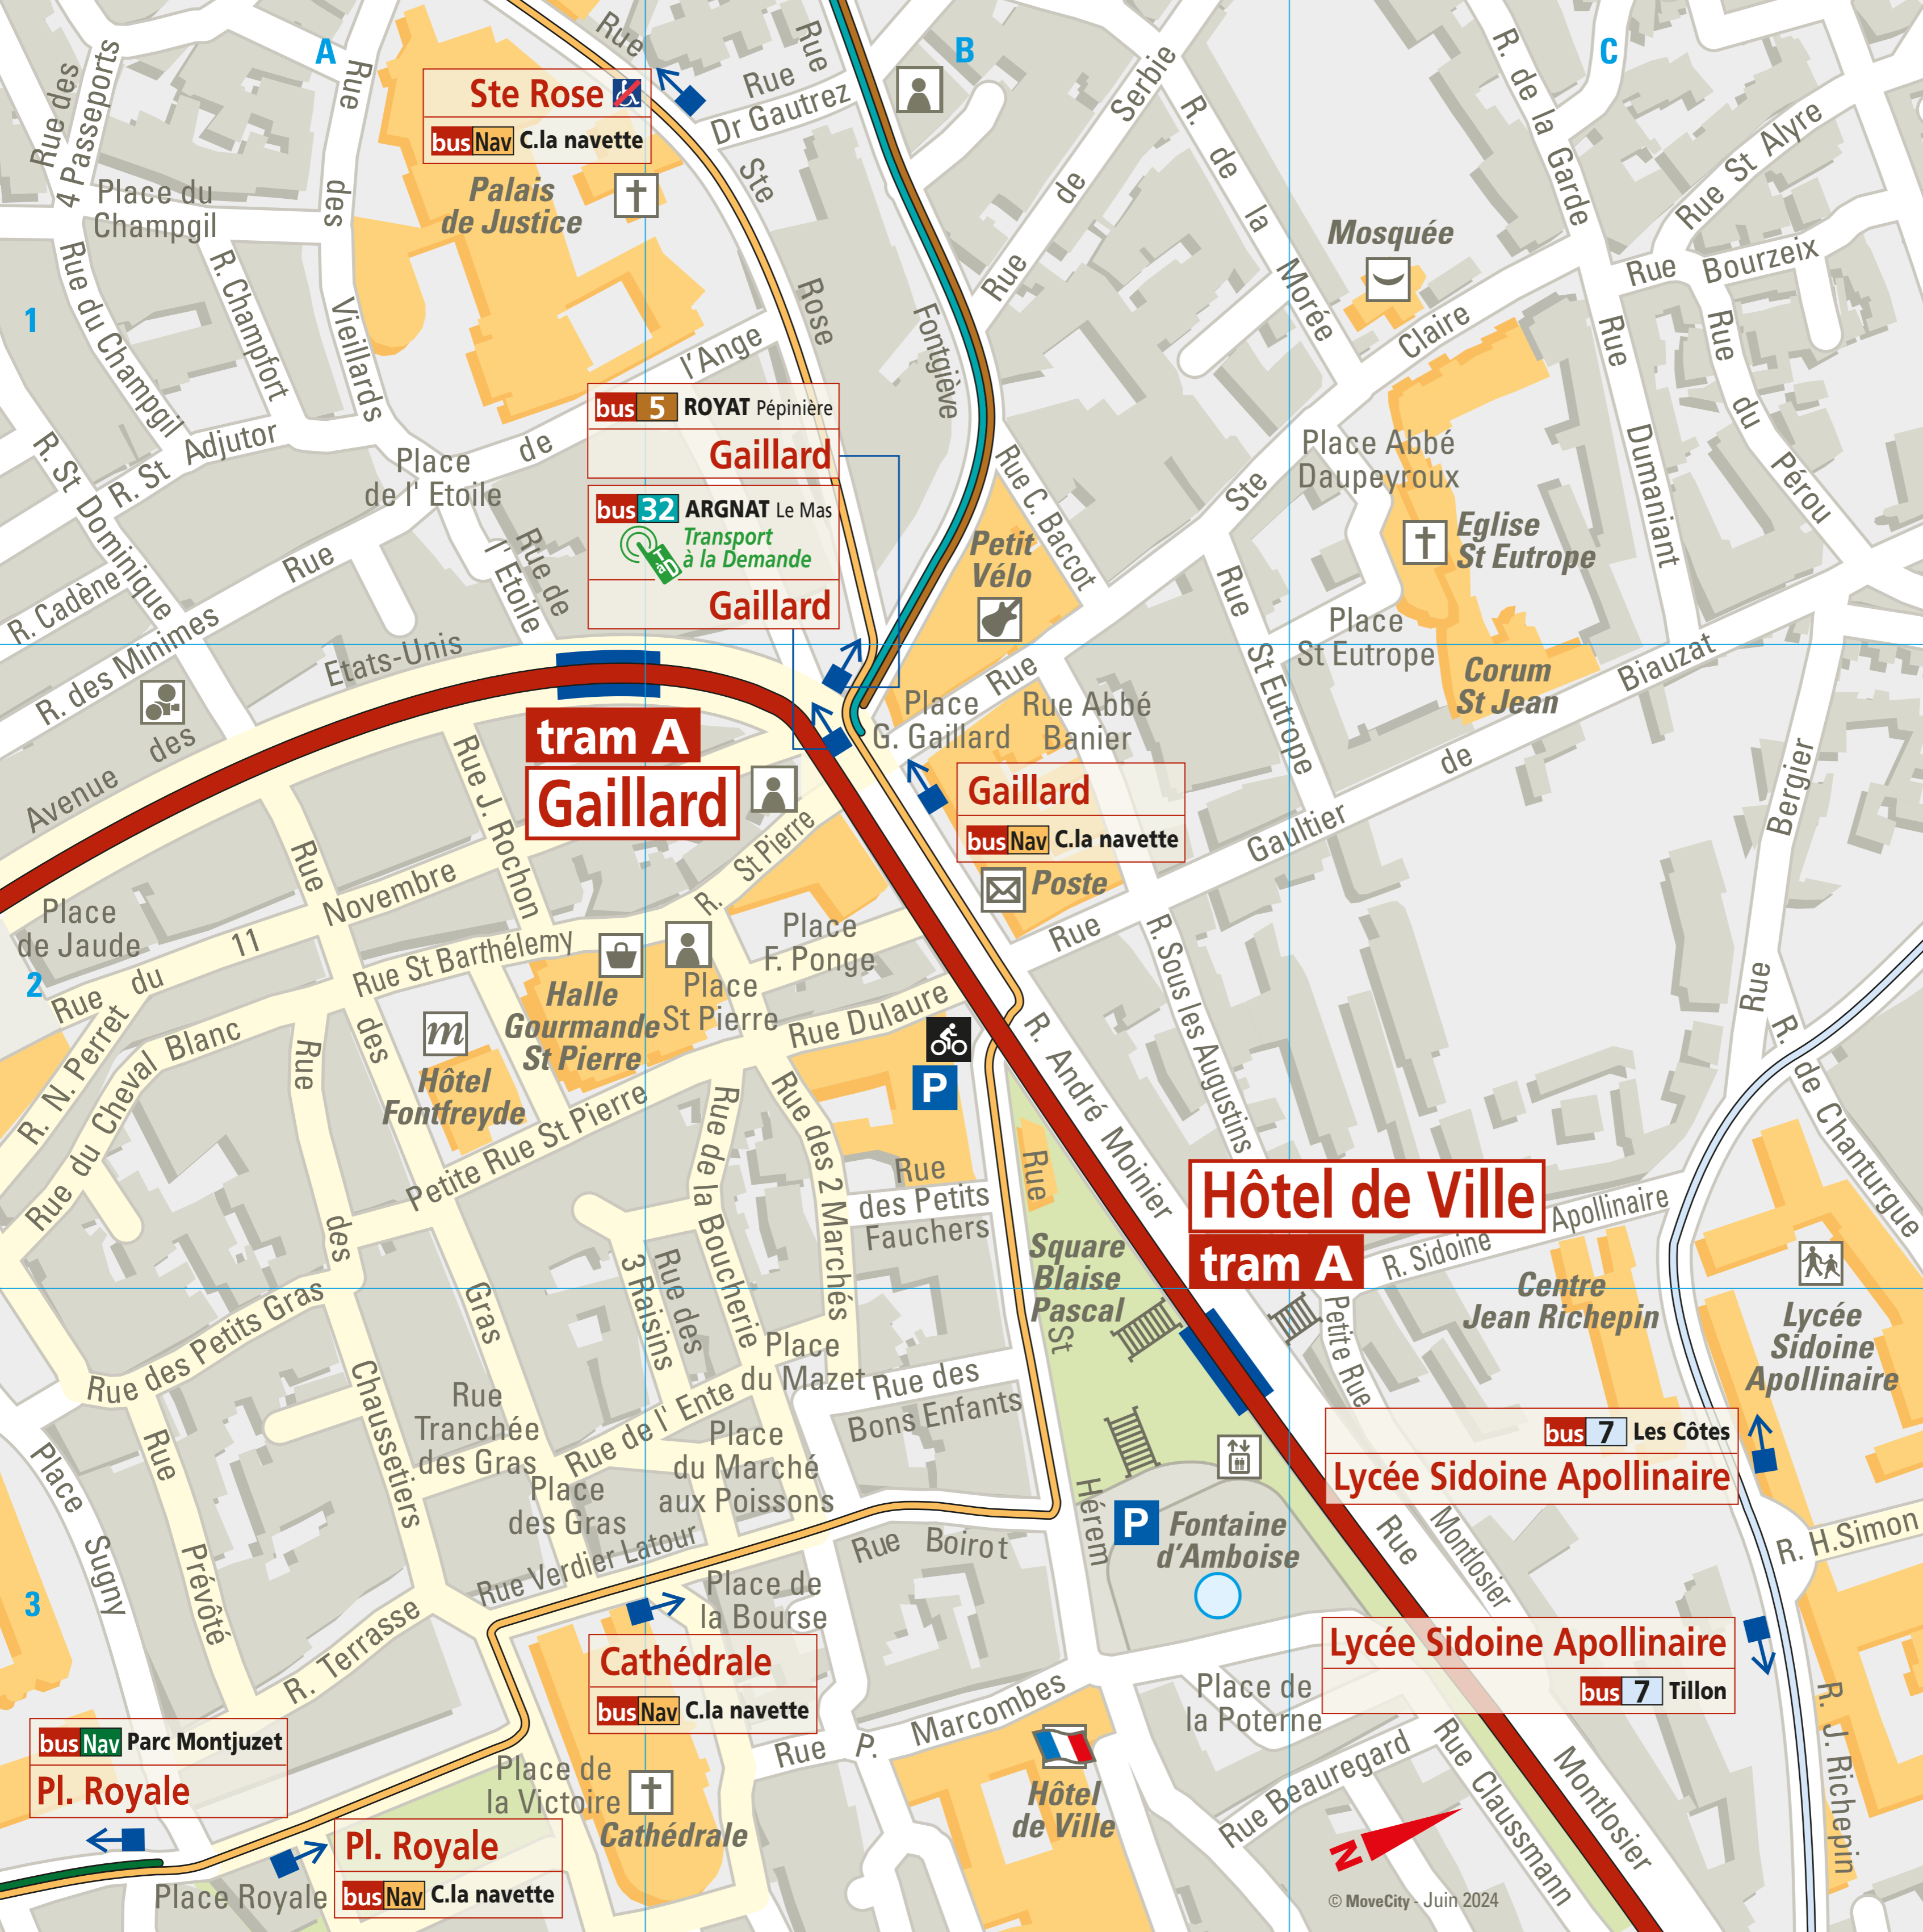 A
B
C
1
2
3
Rue des
4 Passeports
Place du
Champgil
Rue
des
Vieillards
Rue du Champgil
R. Champfort
R. St Adjutor
R. St Dominique
R. Cadène
R. des Minimes
Rue
de
l'Ange
Place
de l' Etoile
Rue de
l' Etoile
Ste Rose
bus Nav C.la navette
Palais
de Justice
Rue
Ste
Rose
Rue
Dr Gautrez
Rue
Fontgiève
Rue de Serbie
R. de la Morée
R. de la Garde
Rue St Alyre
Rue Bourzeix
Mosquée
Rue
Ste
Claire
Rue
Dumaniant
Rue
du
Pérou
Place Abbé
Daupeyroux
Eglise
St Eutrope
Place
St Eutrope
Corum
St Jean
Rue
St Eutrope
Rue C. Baccot
Petit
Vélo
bus 5 ROYAT Pépinière
Gaillard
bus 32 ARGNAT Le Mas
TàD
Transport
à la Demande
Gaillard
Avenue des Etats-Unis
tram A
Gaillard
Place
G. Gaillard
Rue Abbé
Banier
Gaillard
bus Nav C.la navette
Poste
Rue
Gaultier
de
Biauzat
Rue
Bergier
Place
de Jaude
Rue du 11 Novembre
Rue J. Rochon
Rue
des
Gras
R. St Pierre
Rue St Barthélemy
Place
F. Ponge
Halle
Gourmande
St Pierre
Place
St Pierre
Rue Dulaure
m
Hôtel
Fontfreyde
Petite Rue St Pierre
R. N. Perret
Rue du Cheval Blanc
Rue
des
Chaussetiers
Rue de la Boucherie
Rue des 2 Marchés
P
Rue
des Petits
Fauchers
R. Sous les Augustins
R. André Moinier
Hôtel de Ville
tram A
R. Sidoine Apollinaire
R. de Chanturgue
Square
Blaise
Pascal
Rue
St
Hérem
Centre
Jean Richepin
Lycée
Sidoine
Apollinaire
Petite Rue
Montlosier
Rue des Petits Gras
Rue des
3 Raisins
Place
du Mazet
Rue des
Bons Enfants
Rue
Tranchée
des Gras
Rue de l' Ente
Place
du Marché
aux Poissons
Place
des Gras
Rue Verdier Latour
Rue Boirot
Place
Sugny
Rue
Prévôté
R. Terrasse
P
Fontaine
d'Amboise
bus 7 Les Côtes
Lycée Sidoine Apollinaire
R. H.Simon
Lycée Sidoine Apollinaire
bus 7 Tillon
Place de
la Bourse
Cathédrale
bus Nav C.la navette
Rue P. Marcombes
Place de
la Poterne
Rue
Montlosier
Rue Beauregard
Rue Claussmann
R. J. Richepin
bus Nav Parc Montjuzet
Pl. Royale
Place de
la Victoire
Cathédrale
Hôtel
de Ville
Pl. Royale
bus Nav C.la navette
Place Royale
N
© MoveCity - Juin 2024